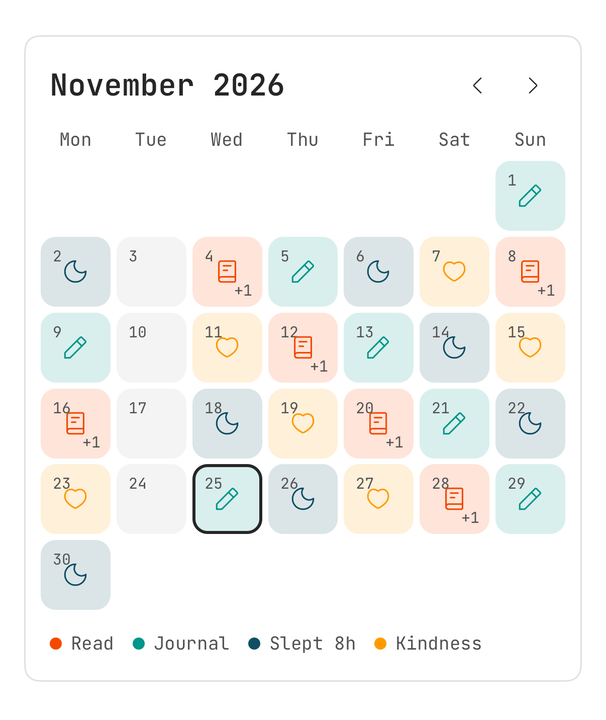 November 2026
Mon Tue Wed Thu Fri Sat Sun
1
2 3 4 +1 5 6 7 8 +1
9 10 11 12 +1 13 14 15
16 +1 17 18 19 20 +1 21 22
23 24 25 26 27 28 +1 29
30
Read Journal Slept 8h Kindness